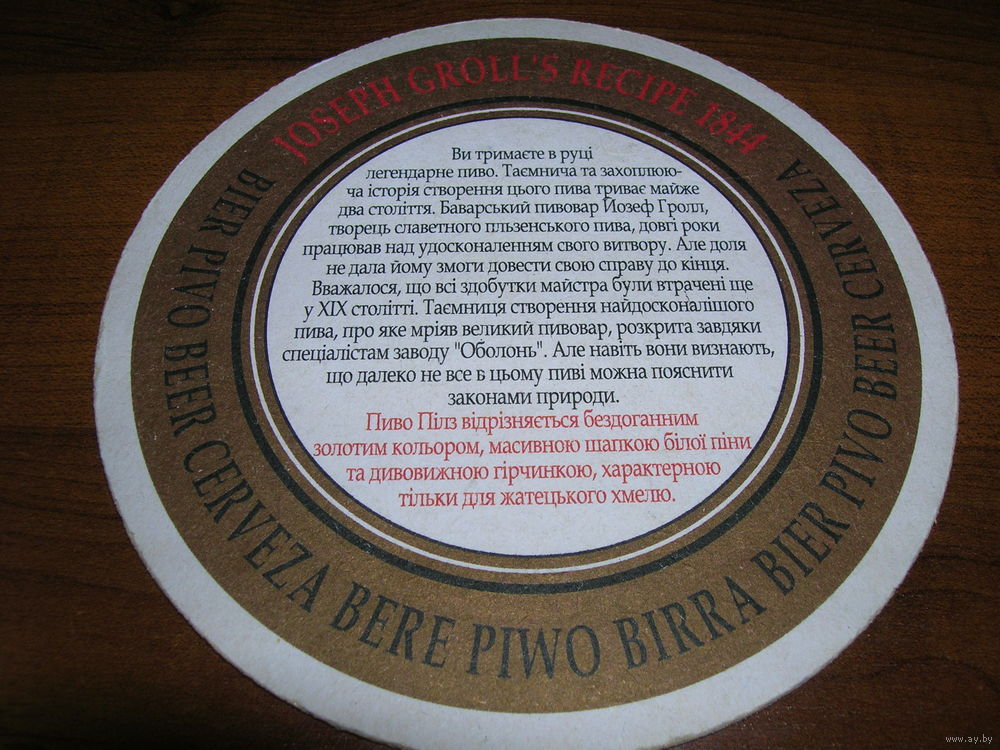 JOSEPH GROLL'S RECIPE 1844
BIER PIVO BEER CERVEZA BERE PIWO BIRRA BIER PIVO BEER CERVEZA
Ви тримаєте в руці
легендарне пиво. Таємнича та захоплюю-
ча історія створення цього пива триває майже
два століття. Баварський пивовар Йозеф Гролл,
творець славетного пльзенського пива, довгі роки
працював над удосконаленням свого витвору. Але доля
не дала йому змоги довести свою справу до кінця.
Вважалося, що всі здобутки майстра були втрачені ще
у XIX столітті. Таємниця створення найдосконалішого
пива, про яке мріяв великий пивовар, розкрита завдяки
спеціалістам заводу "Оболонь". Але навіть вони визнають,
що далеко не все в цьому пиві можна пояснити
законами природи.
Пиво Пілз відрізняється бездоганним
золотим кольором, масивною шапкою білої піни
та дивовижною гірчинкою, характерною
тільки для жатецького хмелю.
www.ay.by